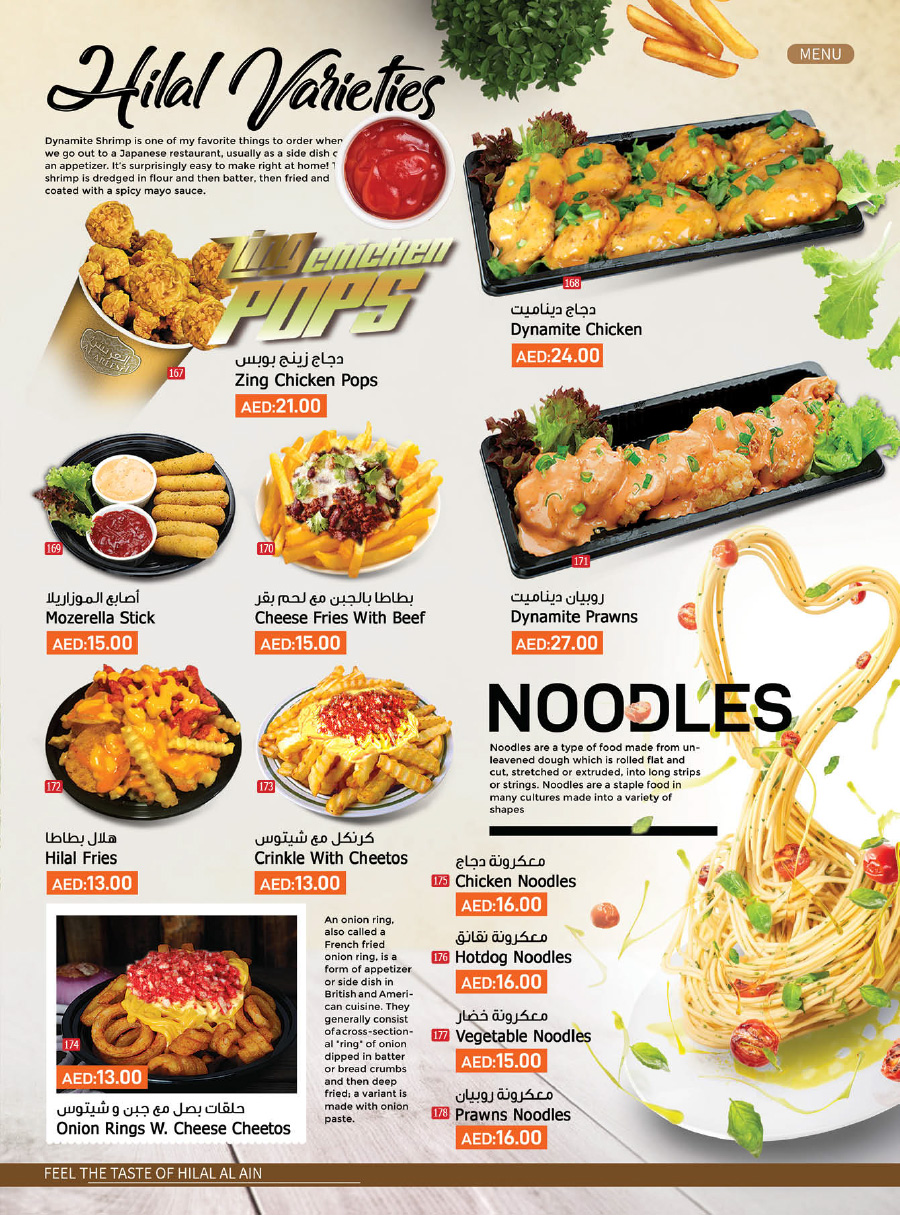 MENU
Hilal Varieties
Dynamite Shrimp is one of my favorite things to order when
we go out to a Japanese restaurant, usually as a side dish
an appetizer. It's surprisingly easy to make right at home!
shrimp is dredged in flour and then batter, then fried and
coated with a spicy mayo sauce.
Zing Chicken
POPS
العريش
AL AREESH
167
دجاج زينج بوبس
Zing Chicken Pops
AED:21.00
168
دجاج ديناميت
Dynamite Chicken
AED:24.00
169
أصابع الموزاريلا
Mozerella Stick
AED:15.00
170
بطاطا بالجبن مع لحم بقر
Cheese Fries With Beef
AED:15.00
171
روبيان ديناميت
Dynamite Prawns
AED:27.00
172
هلال بطاطا
Hilal Fries
AED:13.00
173
كرنكل مع شيتوس
Crinkle With Cheetos
AED:13.00
174
AED:13.00
حلقات بصل مع جبن و شيتوس
Onion Rings W. Cheese Cheetos
An onion ring,
also called a
French fried
onion ring, is a
form of appetizer
or side dish in
British and Ameri-
can cuisine. They
generally consist
of a cross-section-
al "ring" of onion
dipped in batter
or bread crumbs
and then deep
fried; a variant is
made with onion
paste.
NOODLES
Noodles are a type of food made from un-
leavened dough which is rolled flat and
cut, stretched or extruded, into long strips
or strings. Noodles are a staple food in
many cultures made into a variety of
shapes
معكرونة دجاج
175 Chicken Noodles
AED:16.00
معكرونة نقانق
176 Hotdog Noodles
AED:16.00
معكرونة خضار
177 Vegetable Noodles
AED:15.00
معكرونة روبيان
178 Prawns Noodles
AED:16.00
FEEL THE TASTE OF HILAL AL AIN